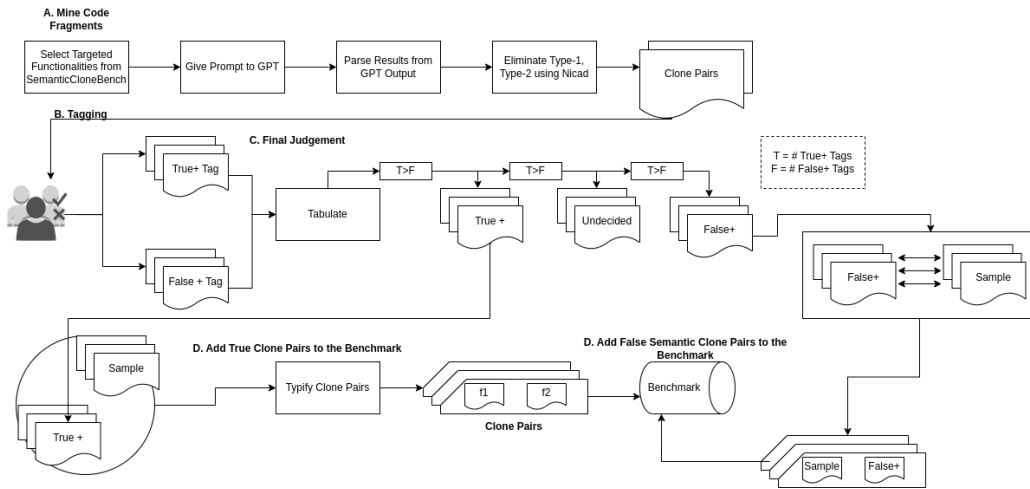 A. Mine Code
Fragments
Select Targeted
Functionalities from
SemanticCloneBench
Give Prompt to GPT
Parse Results from
GPT Output
Eliminate Type-1,
Type-2 using Nicad
Clone Pairs
B. Tagging
C. Final Judgement
True+ Tag
False + Tag
Tabulate
T>F
T>F
T>F
True +
Undecided
False+
T = # True+ Tags
F = # False+ Tags
False+
Sample
Sample
True +
D. Add True Clone Pairs to the Benchmark
Typify Clone Pairs
f1
f2
Clone Pairs
D. Add False Semantic Clone Pairs to the
Benchmark
Benchmark
Sample
False+